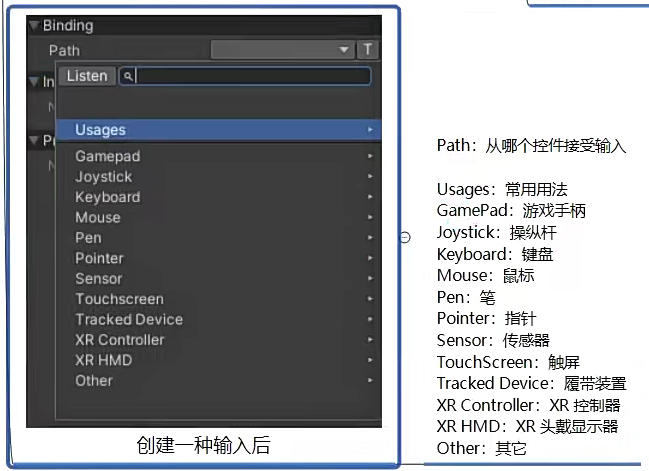 Binding
Path
T
Listen
In
N
Pr
N
Usages
Gamepad
Joystick
Keyboard
Mouse
Pen
Pointer
Sensor
Touchscreen
Tracked Device
XR Controller
XR HMD
Other
创建一种输入后
Path：从哪个控件接受输入
Usages：常用用法
GamePad：游戏手柄
Joystick：操纵杆
Keyboard：键盘
Mouse：鼠标
Pen：笔
Pointer：指针
Sensor：传感器
TouchScreen：触屏
Tracked Device：履带装置
XR Controller：XR 控制器
XR HMD：XR 头戴显示器
Other：其它